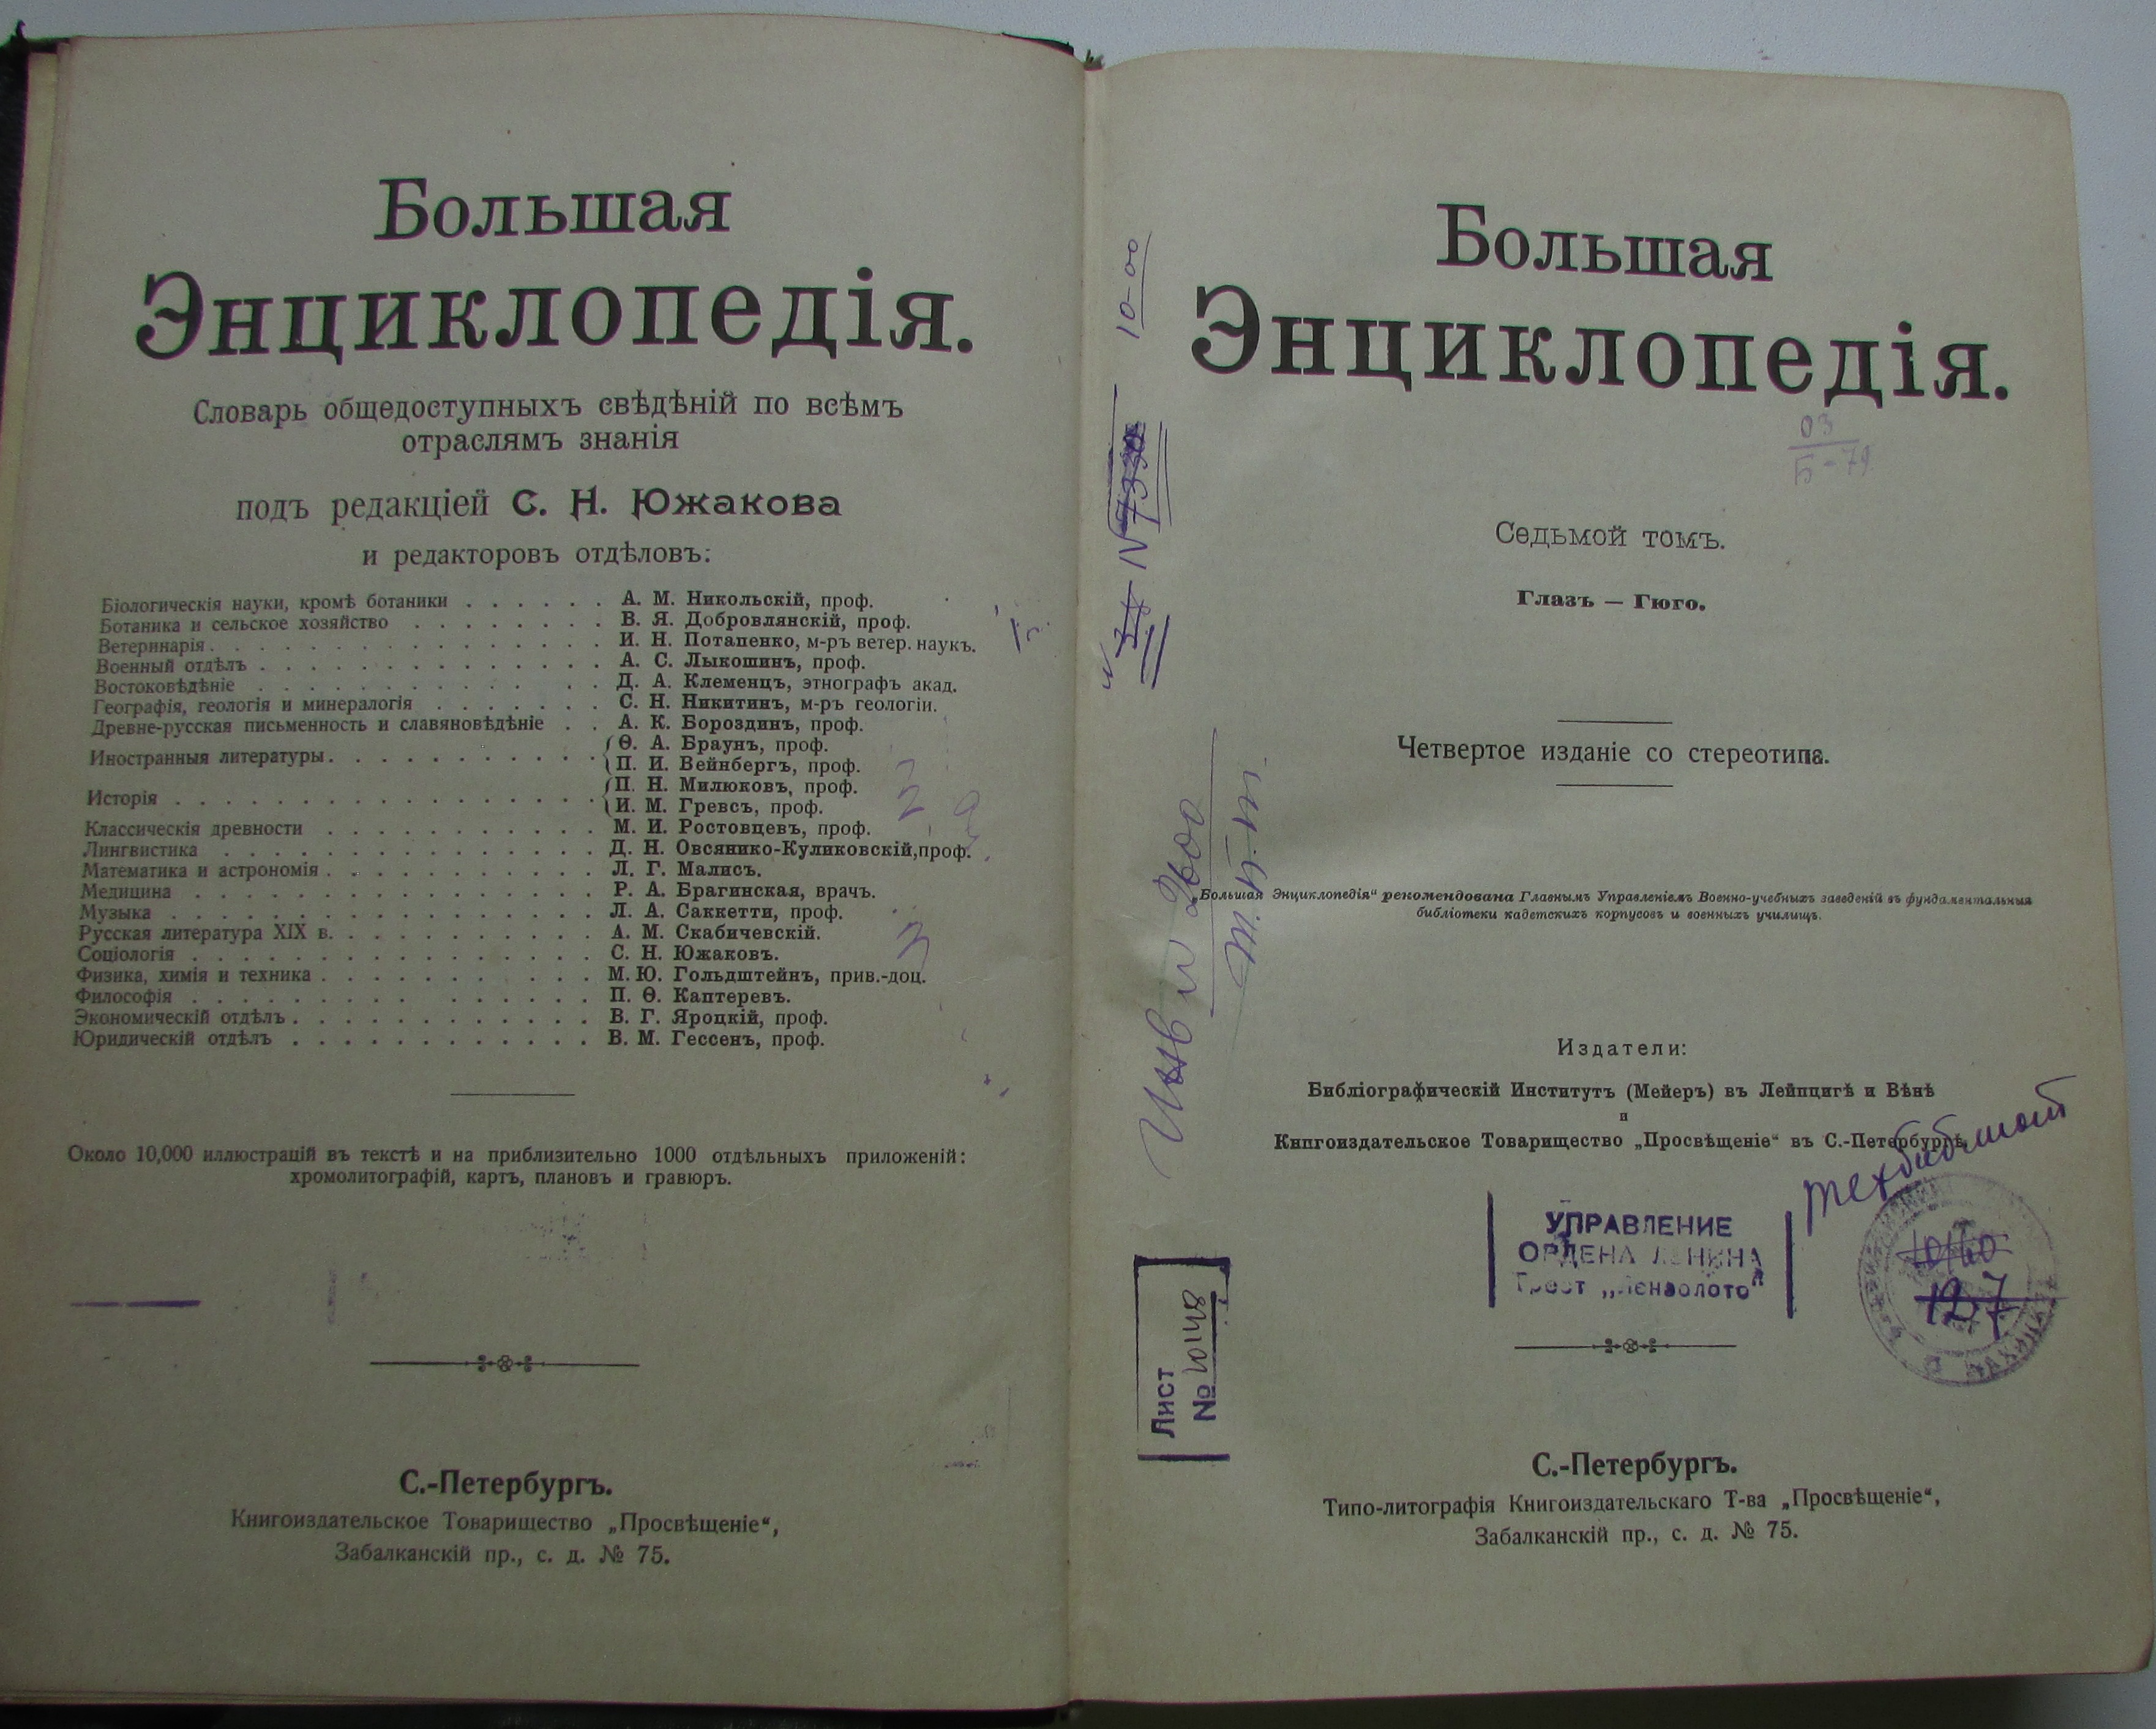 Большая
Энциклопедія.
Словарь общедоступныхъ свѣдѣній по всѣмъ
отраслямъ знанія
подъ редакціей С. Н. Южакова
и редакторовъ отдѣловъ:
Біологическія науки, кромѣ ботаники . . . . . . А. М. Никольскій, проф.
Ботаника и сельское хозяйство . . . . . . . . В. Я. Добровлянскій, проф.
Ветеринарія . . . . . . . . . . . . . . . . И. Н. Потапенко, м-ръ ветер. наукъ.
Военный отдѣлъ . . . . . . . . . . . . . . А. С. Лыкошинъ, проф.
Востоковѣдѣніе . . . . . . . . . . . . . . Д. А. Клеменцъ, этнографъ акад.
Географія, геологія и минералогія . . . . . . . С. Н. Никитинъ, м-ръ геологіи.
Древне-русская письменность и славяновѣдѣніе . . А. К. Бороздинъ, проф.
Иностранныя литературы . . . . . . . . . . . Ѳ. А. Браунъ, проф.
П. И. Вейнбергъ, проф.
Исторія . . . . . . . . . . . . . . . . . П. Н. Милюковъ, проф.
И. М. Гревсъ, проф.
Классическія древности . . . . . . . . . . . М. И. Ростовцевъ, проф.
Лингвистика . . . . . . . . . . . . . . . Д. Н. Овсянико-Куликовскій,проф.
Математика и астрономія . . . . . . . . . . . Л. Г. Малисъ.
Медицина . . . . . . . . . . . . . . . . Р. А. Брагинская, врачъ.
Музыка . . . . . . . . . . . . . . . . . Л. А. Саккетти, проф.
Русская литература XIX в. . . . . . . . . . . А. М. Скабичевскій.
Соціологія . . . . . . . . . . . . . . . . С. Н. Южаковъ.
Физика, химія и техника . . . . . . . . . . . М. Ю. Гольдштейнъ, прив.-доц.
Философія . . . . . . . . . . . . . . . . П. Ѳ. Каптеревъ.
Экономическій отдѣлъ . . . . . . . . . . . . В. Г. Яроцкій, проф.
Юридическій отдѣлъ . . . . . . . . . . . . В. М. Гессенъ, проф.
Около 10,000 иллюстрацій въ текстѣ и на приблизительно 1000 отдѣльныхъ приложеній:
хромолитографій, картъ, плановъ и гравюръ.
С.-Петербургъ.
Книгоиздательское Товарищество „Просвѣщеніе“,
Забалканскій пр., с. д. № 75.
Большая
Энциклопедія.
03
Б-79
Седьмой томъ.
Глазъ — Гюго.
Четвертое изданіе со стереотипа.
„Большая Энциклопедія“ рекомендована Главнымъ Управленіемъ Военно-учебныхъ заведеній въ фундаментальныя
библіотеки кадетскихъ корпусовъ и военныхъ училищъ.
Издатели:
Библіографическій Институтъ (Мейеръ) въ Лейпцигѣ и Вѣнѣ
и
Книгоиздательское Товарищество „Просвѣщеніе“ въ С.-Петербургѣ
УПРАВЛЕНИЕ
ОРДЕНА ЛЕНИНА
Трест „Лензолото“
127
10-00
Лист
№
С.-Петербургъ.
Типо-литографія Книгоиздательскаго Т-ва „Просвѣщеніе“,
Забалканскій пр., с. д. № 75.